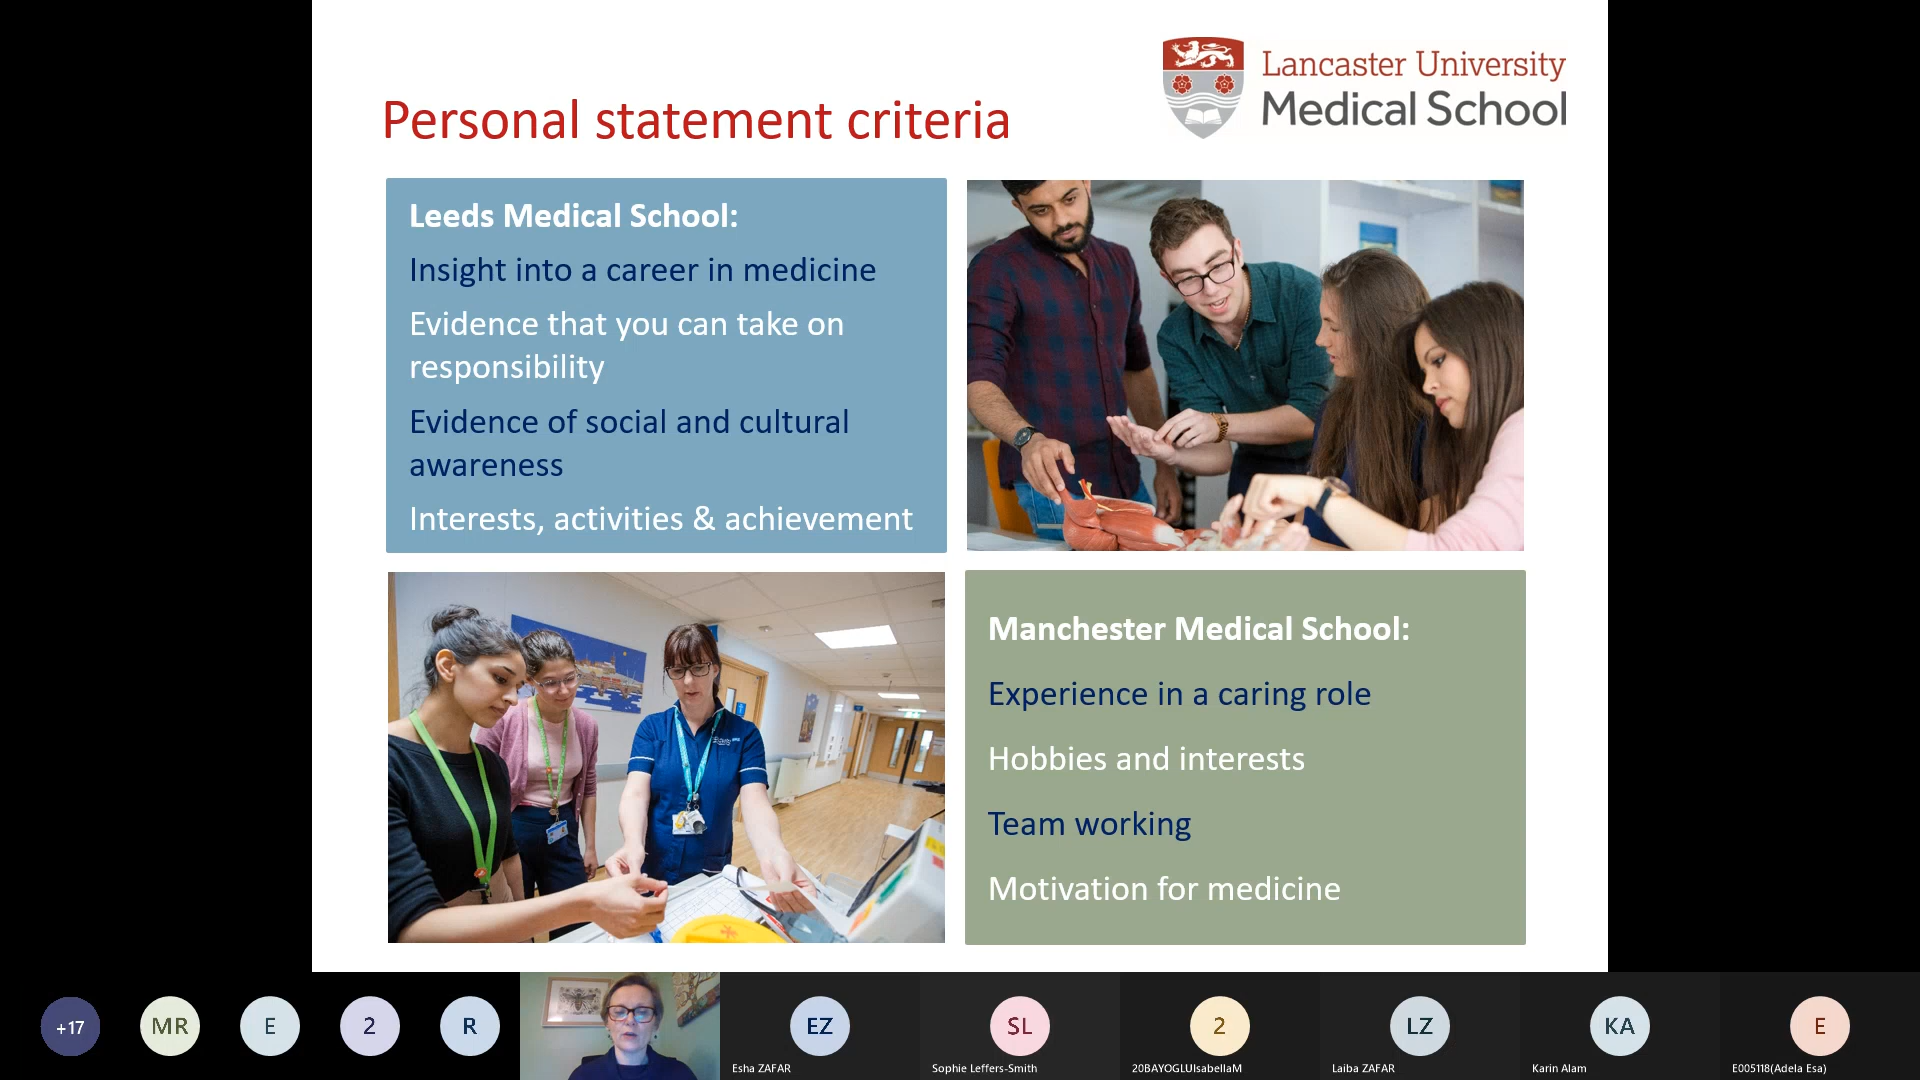 Lancaster University
Medical School
Personal statement criteria
Leeds Medical School:
Insight into a career in medicine
Evidence that you can take on
responsibility
Evidence of social and cultural
awareness
Interests, activities & achievement
Manchester Medical School:
Experience in a caring role
Hobbies and interests
Team working
Motivation for medicine
+17
MR
E
2
R
EZ
Esha ZAFAR
SL
Sophie Leffers-Smith
2
20BAYOGLUIsabellaM
LZ
Laiba ZAFAR
KA
Karin Alam
E
E005118(Adela Esa)